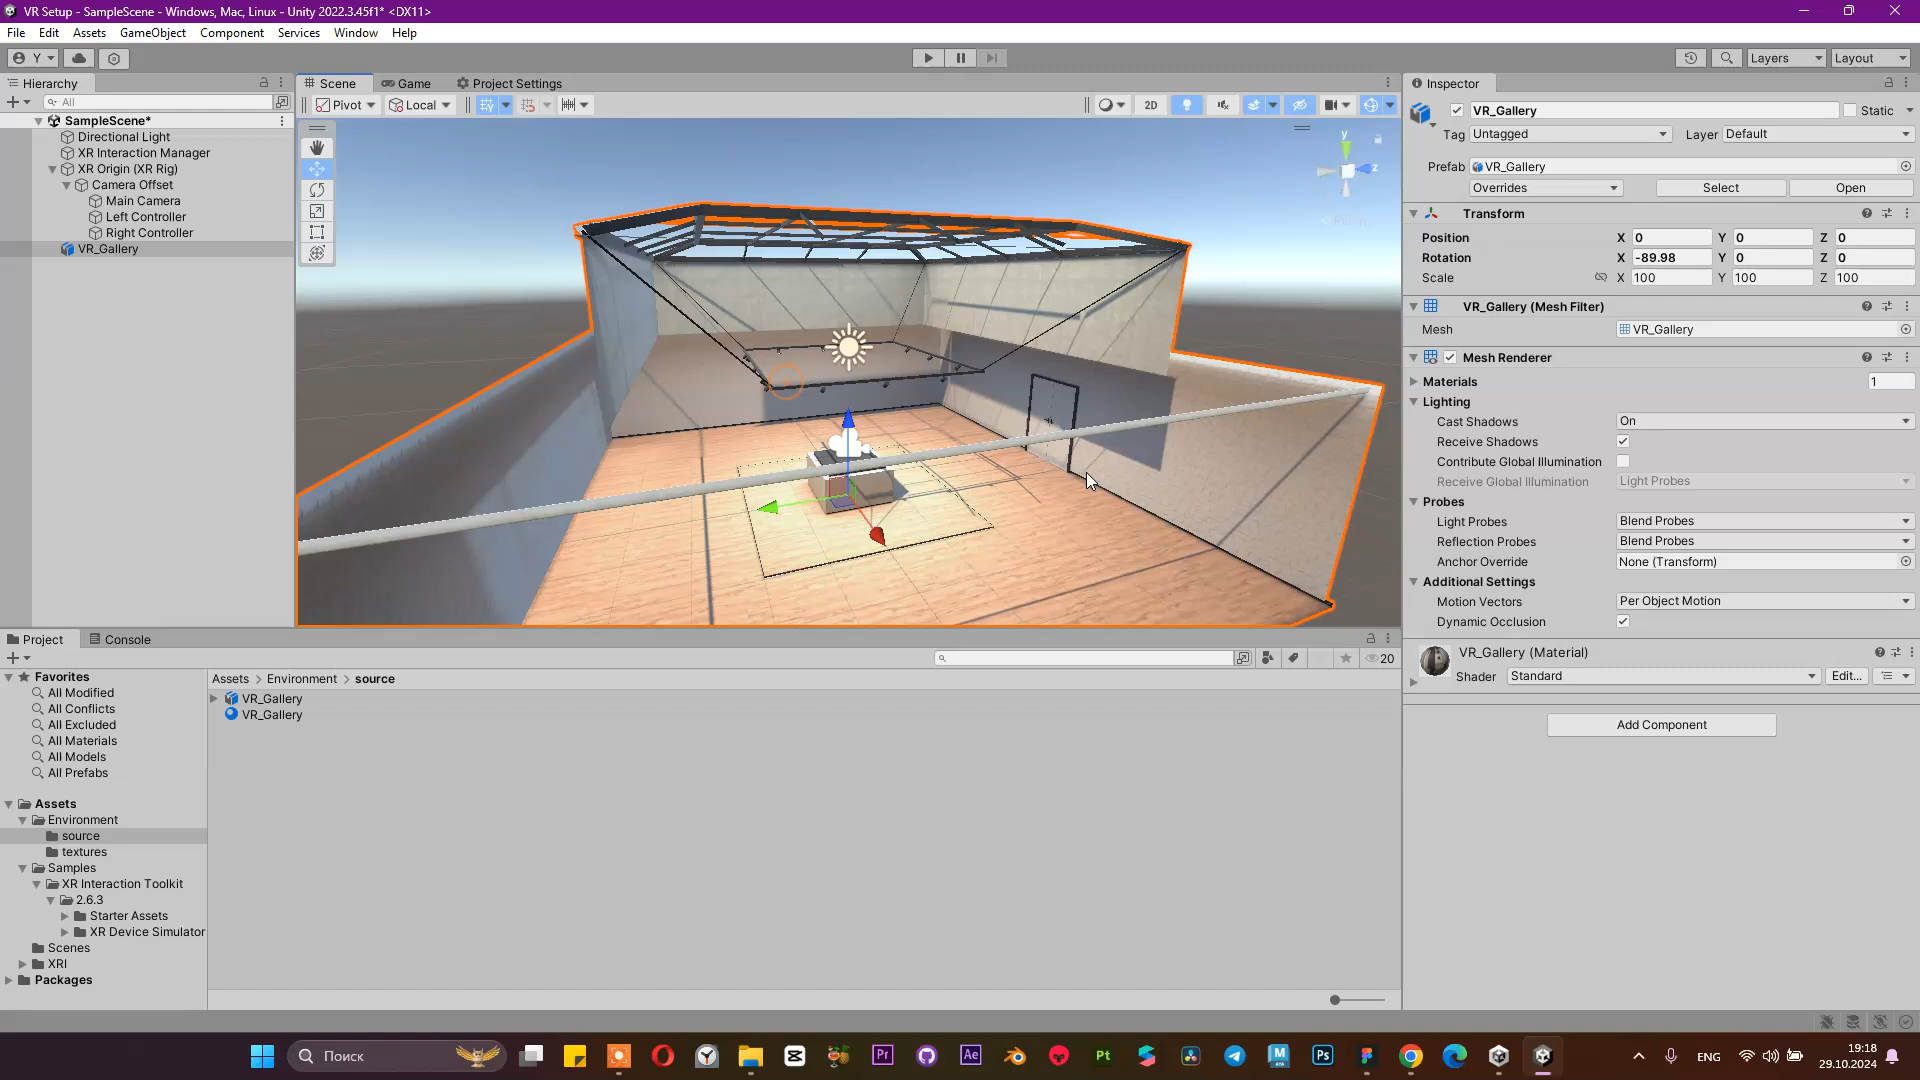 VR Setup - SampleScene - Windows, Mac, Linux - Unity 2022.3.45f1* <DX11>
File Edit Assets GameObject Component Services Window Help
Y Layers Layout
Hierarchy
All
SampleScene*
Directional Light
XR Interaction Manager
XR Origin (XR Rig)
Camera Offset
Main Camera
Left Controller
Right Controller
VR_Gallery
Scene Game Project Settings
Pivot Local 2D
y
z
Persp
Inspector
VR_Gallery Static
Tag Untagged Layer Default
Prefab VR_Gallery
Overrides Select Open
Transform
Position X 0 Y 0 Z 0
Rotation X -89.98 Y 0 Z 0
Scale X 100 Y 100 Z 100
VR_Gallery (Mesh Filter)
Mesh VR_Gallery
Mesh Renderer
Materials 1
Lighting
Cast Shadows On
Receive Shadows
Contribute Global Illumination
Receive Global Illumination Light Probes
Probes
Light Probes Blend Probes
Reflection Probes Blend Probes
Anchor Override None (Transform)
Additional Settings
Motion Vectors Per Object Motion
Dynamic Occlusion
VR_Gallery (Material)
Shader Standard Edit...
Add Component
Project Console
20
Favorites
All Modified
All Conflicts
All Excluded
All Materials
All Models
All Prefabs
Assets
Environment
source
textures
Samples
XR Interaction Toolkit
2.6.3
Starter Assets
XR Device Simulator
Scenes
XRI
Packages
Assets > Environment > source
VR_Gallery
VR_Gallery
Поиск
Pr
Ae
Pt
M
Ps
ENG
19:18
29.10.2024